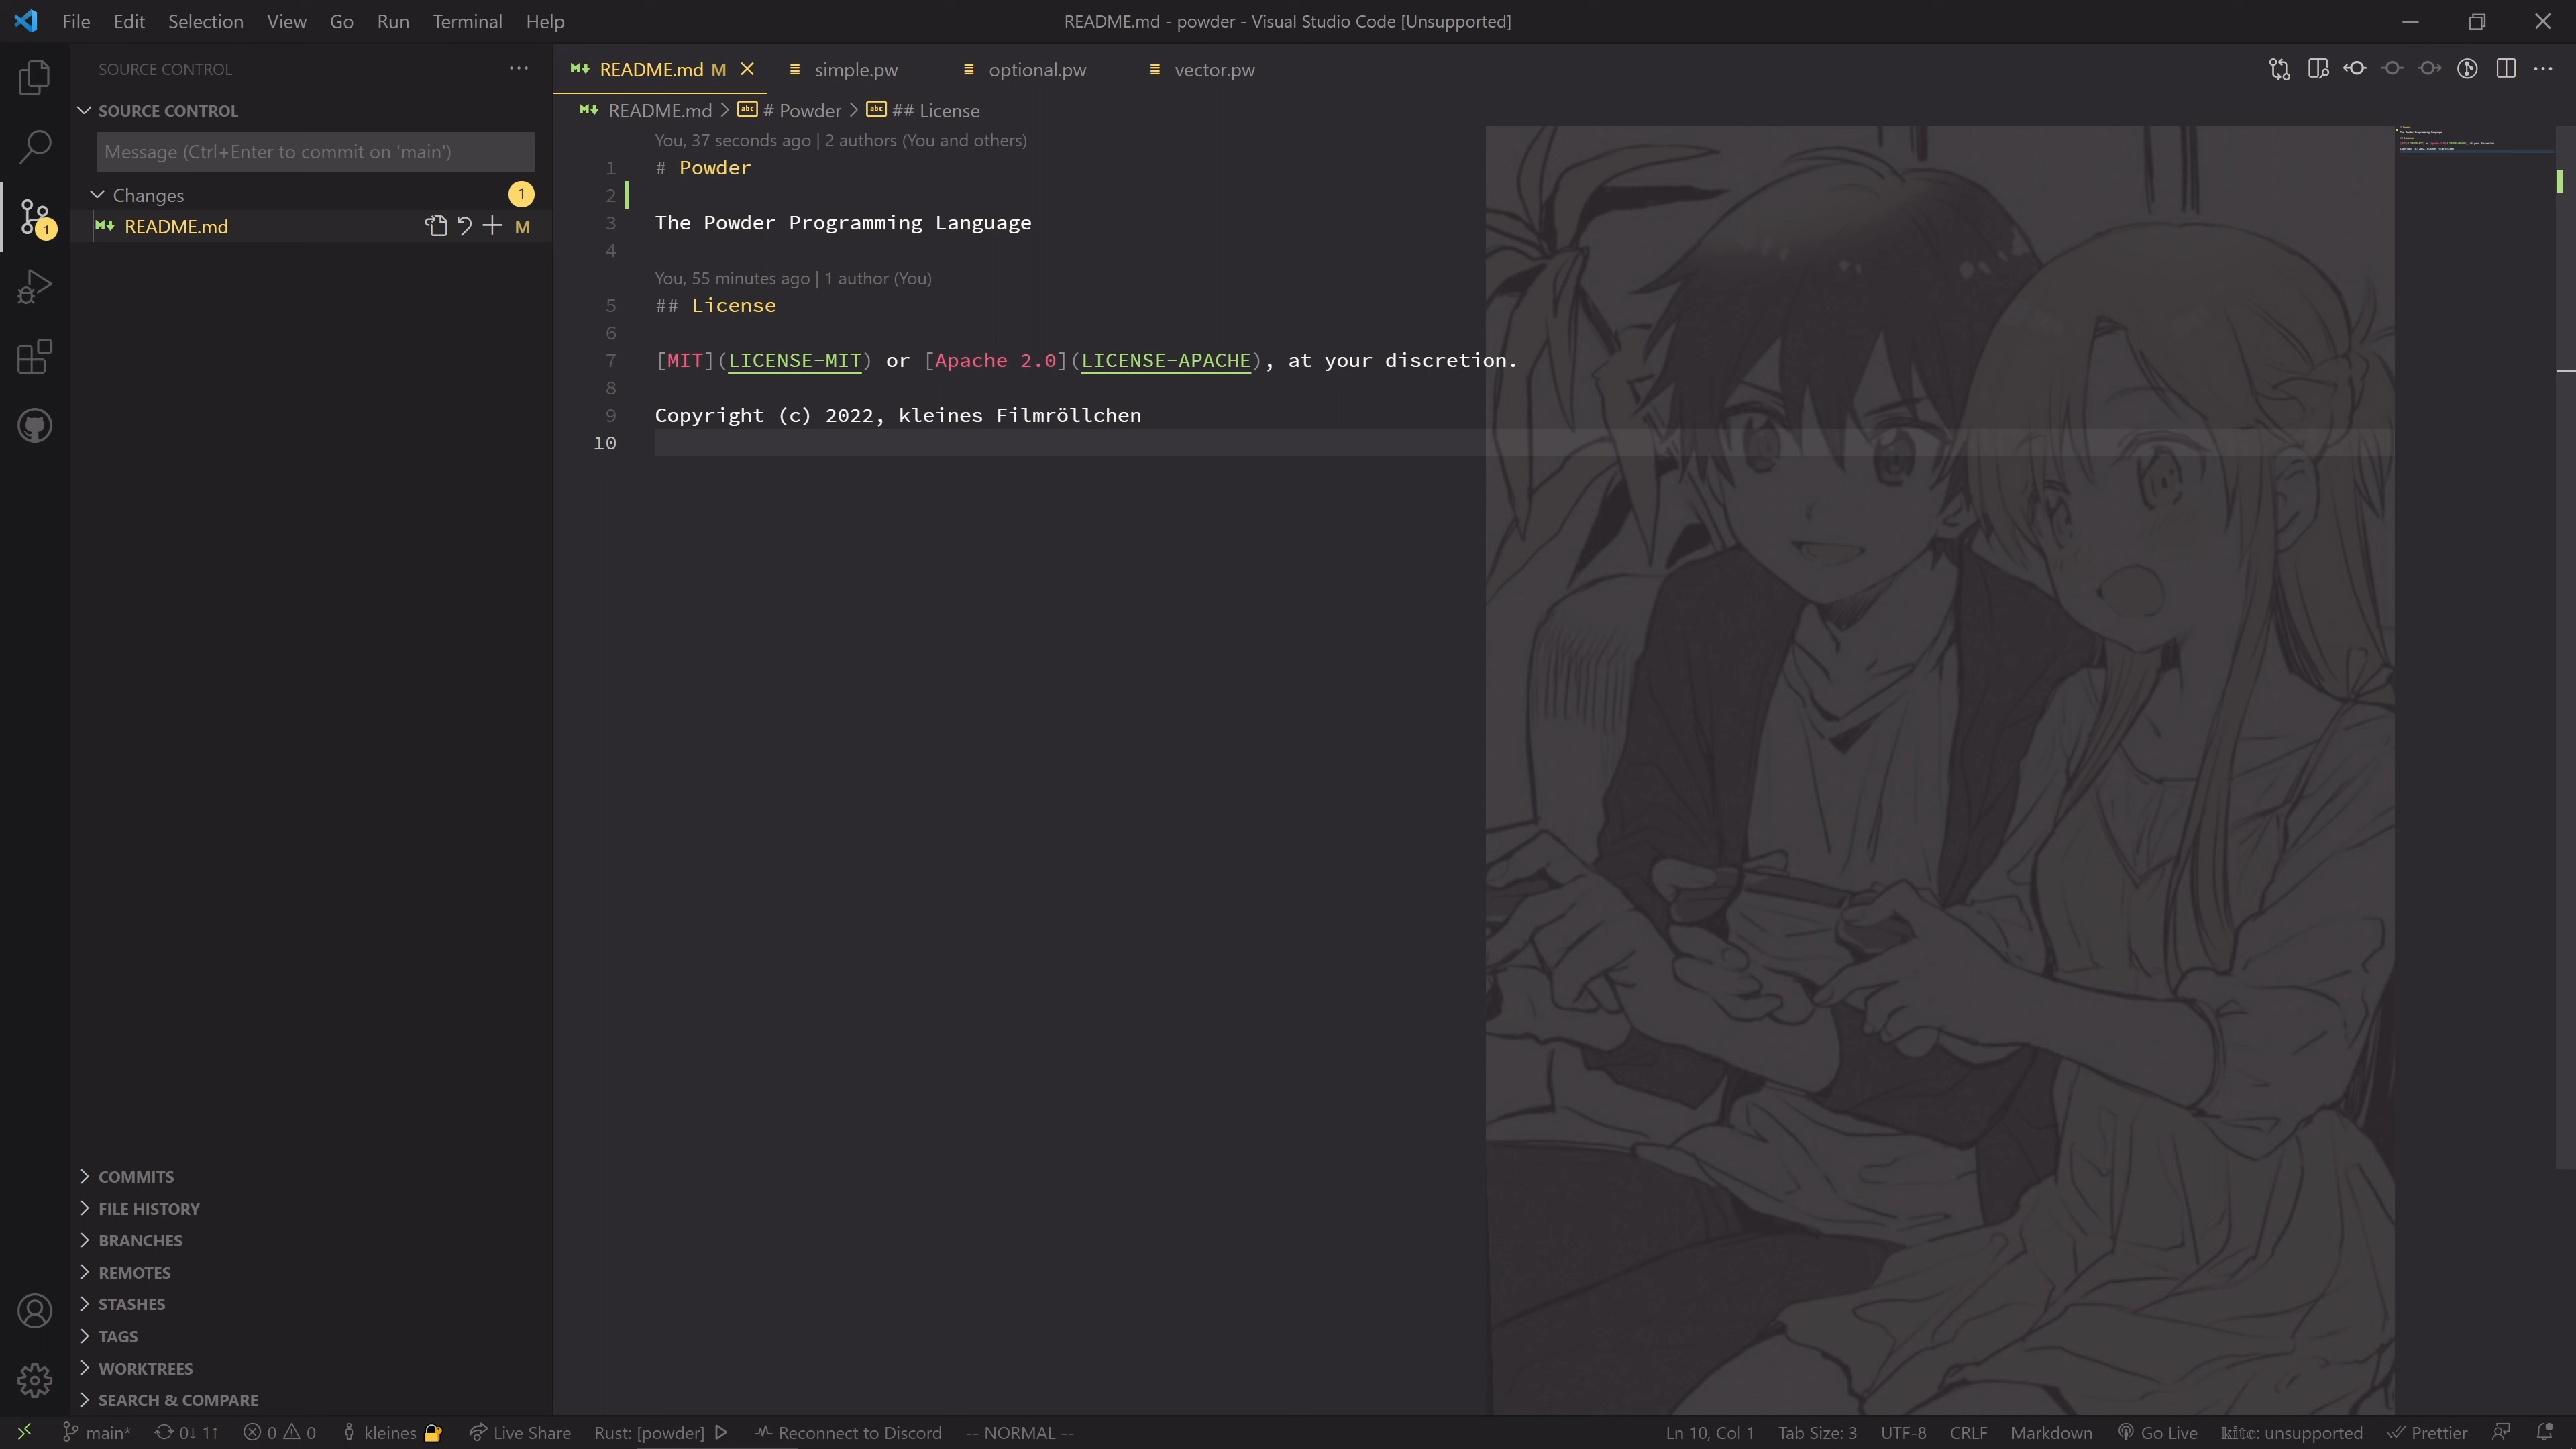 File Edit Selection View Go Run Terminal Help
README.md - powder - Visual Studio Code [Unsupported]
SOURCE CONTROL
SOURCE CONTROL
Message (Ctrl+Enter to commit on 'main')
Changes
1
README.md
M
1
COMMITS
FILE HISTORY
BRANCHES
REMOTES
STASHES
TAGS
WORKTREES
SEARCH & COMPARE
README.md M simple.pw optional.pw vector.pw
README.md > abc # Powder > abc ## License
You, 37 seconds ago | 2 authors (You and others)
1 # Powder
2
3 The Powder Programming Language
4
You, 55 minutes ago | 1 author (You)
5 ## License
6
7 [MIT](LICENSE-MIT) or [Apache 2.0](LICENSE-APACHE), at your discretion.
8
9 Copyright (c) 2022, kleines Filmröllchen
10
main* 0↓ 1↑ 0 0 kleines Live Share Rust: [powder] Reconnect to Discord -- NORMAL --
Ln 10, Col 1 Tab Size: 3 UTF-8 CRLF Markdown Go Live kite: unsupported Prettier